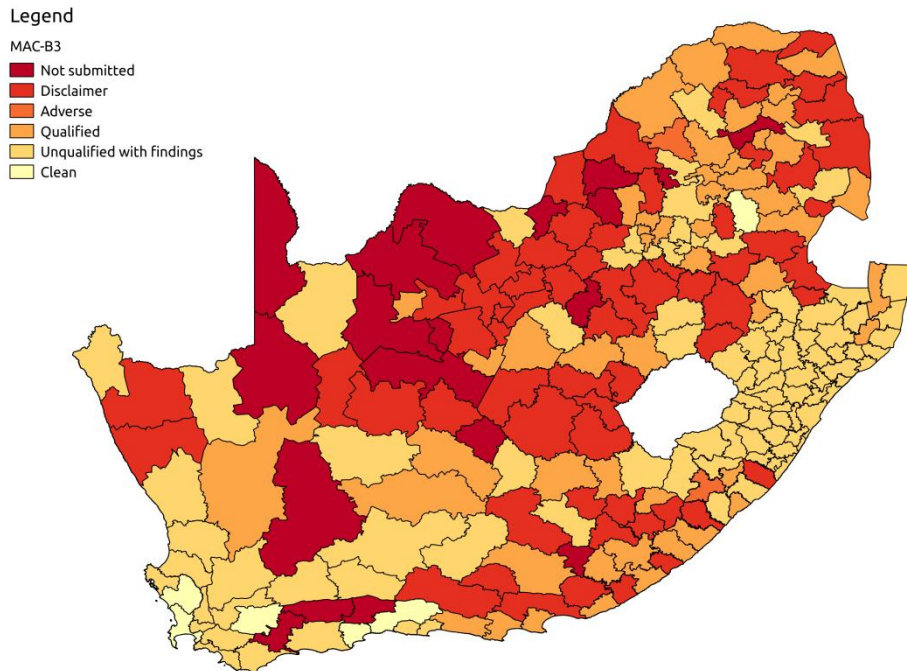 Legend
MAC-B3
Not submitted
Disclaimer
Adverse
Qualified
Unqualified with findings
Clean